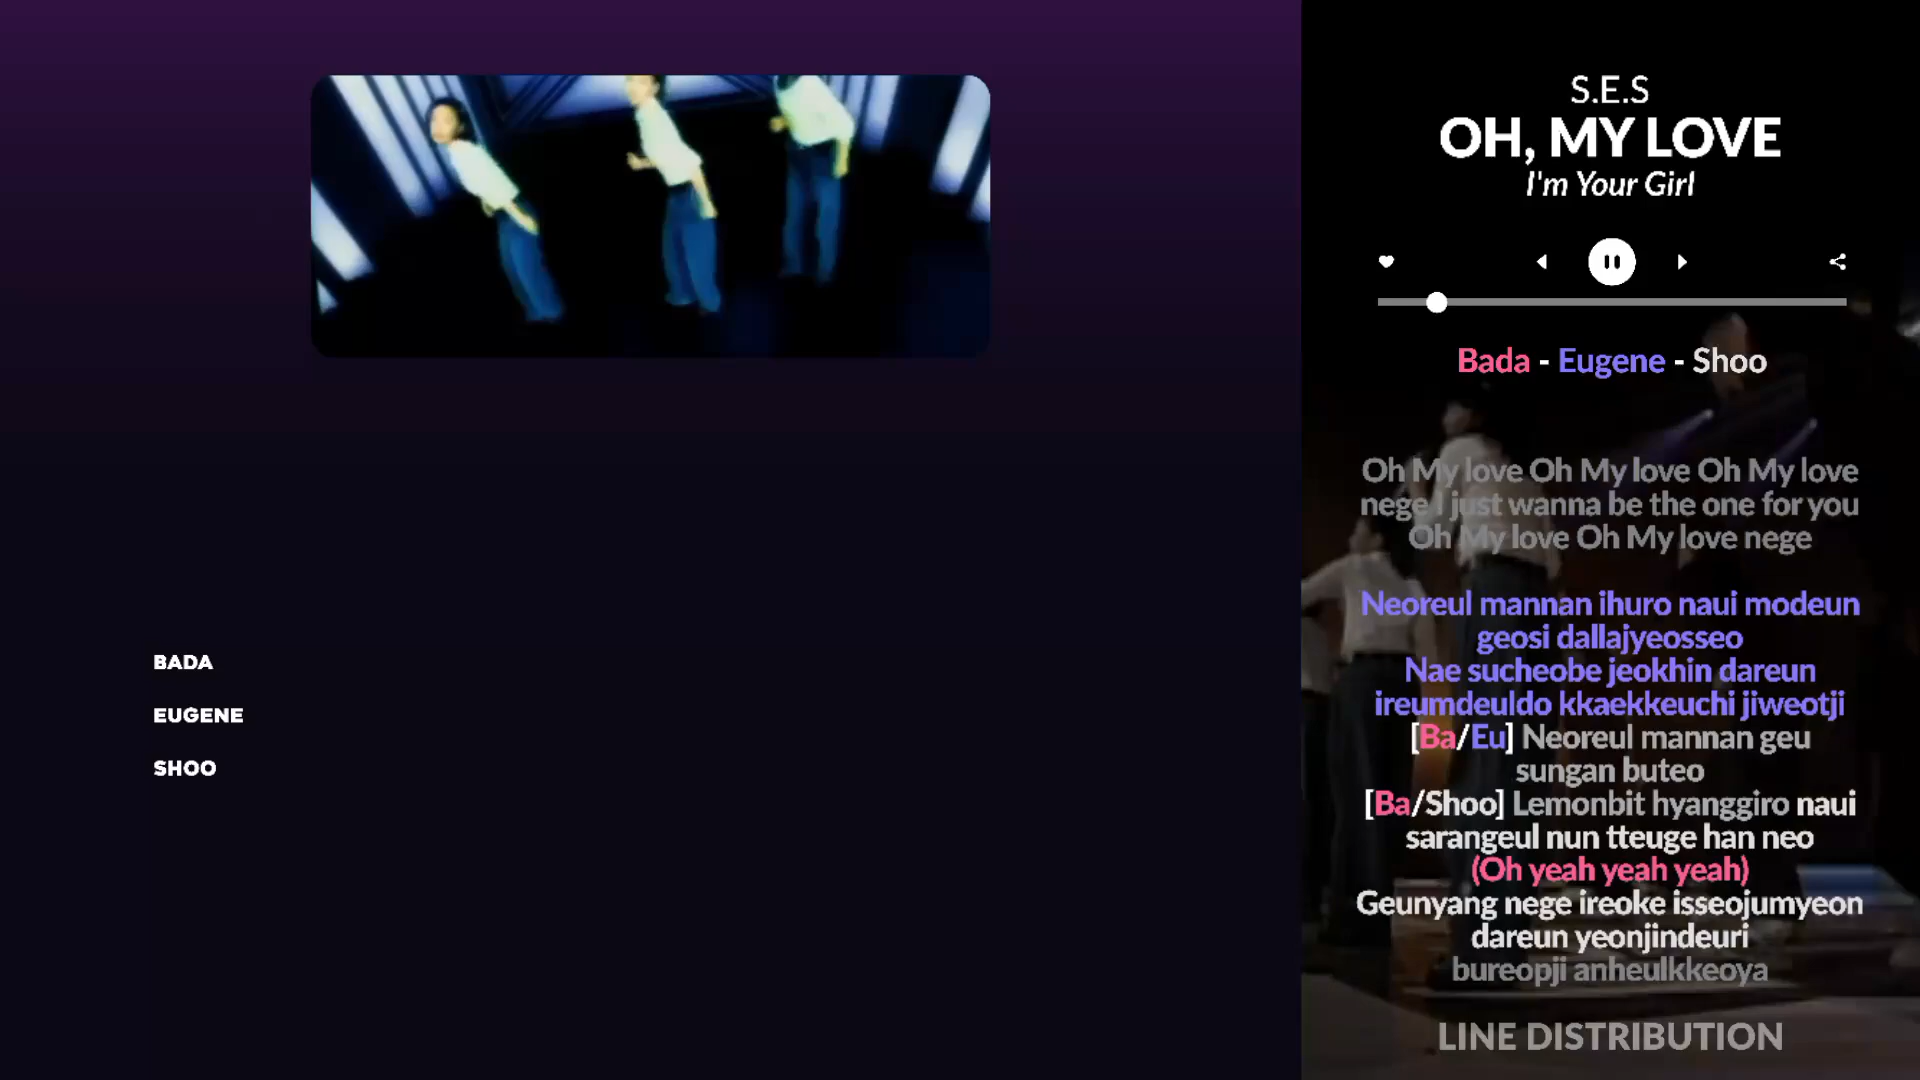 S.E.S
OH, MY LOVE
I'm Your Girl
Bada - Eugene - Shoo
Oh My love Oh My love Oh My love
nege I just wanna be the one for you
Oh My love Oh My love nege
Neoreul mannan ihuro naui modeun
geosi dallajyeosseo
Nae sucheobe jeokhin dareun
ireumdeuldo kkaekkeuchi jiweotji
[Ba/Eu] Neoreul mannan geu
sungan buteo
[Ba/Shoo] Lemonbit hyanggiro naui
sarangeul nun tteuge han neo
(Oh yeah yeah yeah)
Geunyang nege ireoke isseojumyeon
dareun yeonjindeuri
bureopji anheulkkeoya
LINE DISTRIBUTION
BADA
EUGENE
SHOO